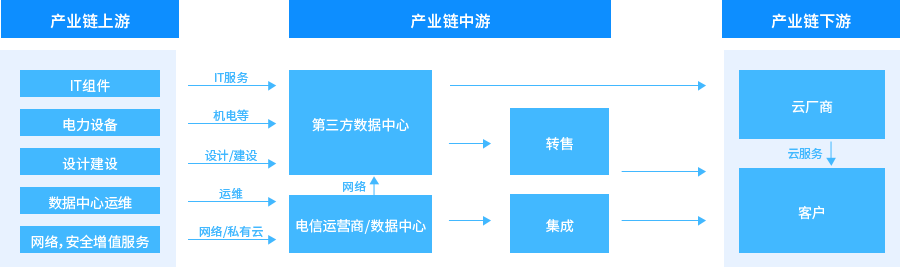 产业链上游
产业链中游
产业链下游
IT组件
电力设备
设计建设
数据中心运维
网络,安全增值服务
IT服务
机电等
设计/建设
运维
网络/私有云
第三方数据中心
网络
电信运营商/数据中心
转售
集成
云厂商
云服务
客户